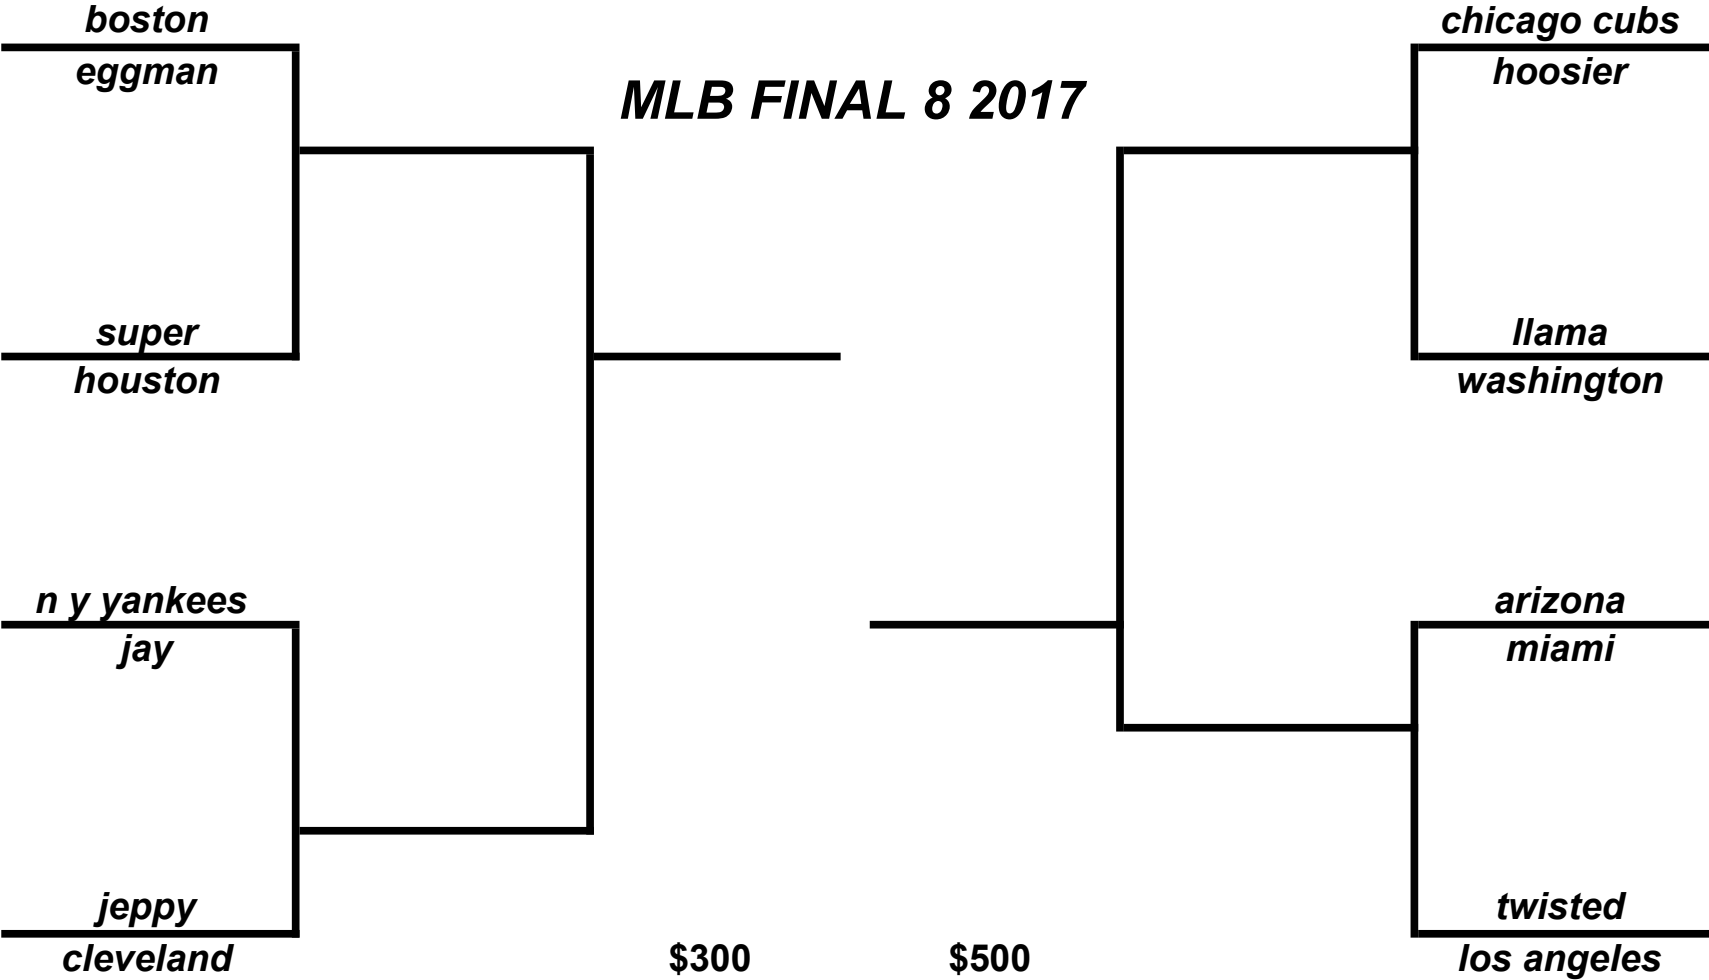 boston
eggman
chicago cubs
hoosier
MLB FINAL 8 2017
super
houston
llama
washington
n y yankees
jay
arizona
miami
jeppy
cleveland
twisted
los angeles
$300
$500